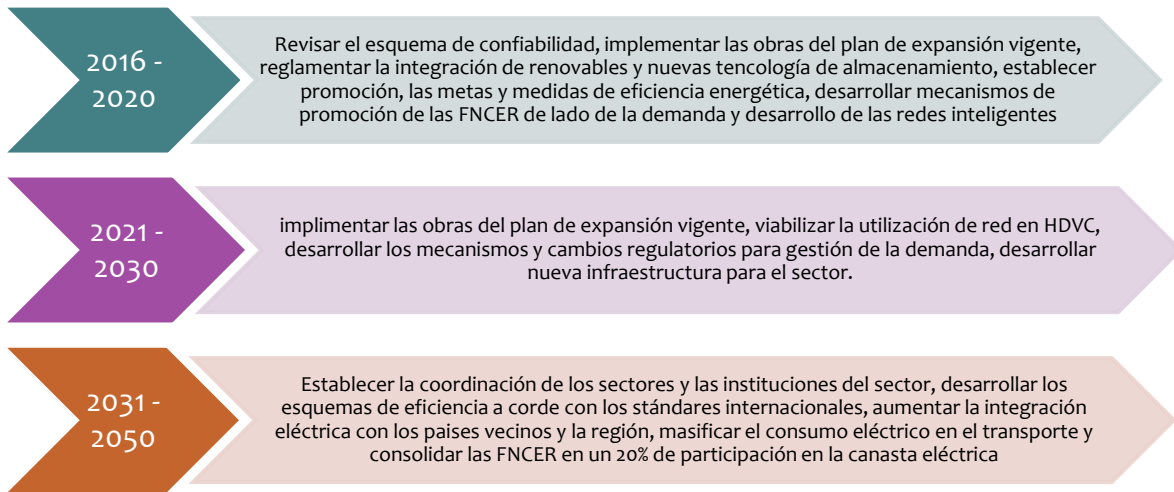 2016 -
2020
Revisar el esquema de confiabilidad, implementar las obras del plan de expansión vigente,
reglamentar la integración de renovables y nuevas tencología de almacenamiento, establecer
promoción, las metas y medidas de eficiencia energética, desarrollar mecanismos de
promoción de las FNCER de lado de la demanda y desarrollo de las redes inteligentes
2021 -
2030
implimentar las obras del plan de expansión vigente, viabilizar la utilización de red en HDVC,
desarrollar los mecanismos y cambios regulatorios para gestión de la demanda, desarrollar
nueva infraestructura para el sector.
2031 -
2050
Establecer la coordinación de los sectores y las instituciones del sector, desarrollar los
esquemas de eficiencia a corde con los stándares internacionales, aumentar la integración
eléctrica con los paises vecinos y la región, masificar el consumo eléctrico en el transporte y
consolidar las FNCER en un 20% de participación en la canasta eléctrica